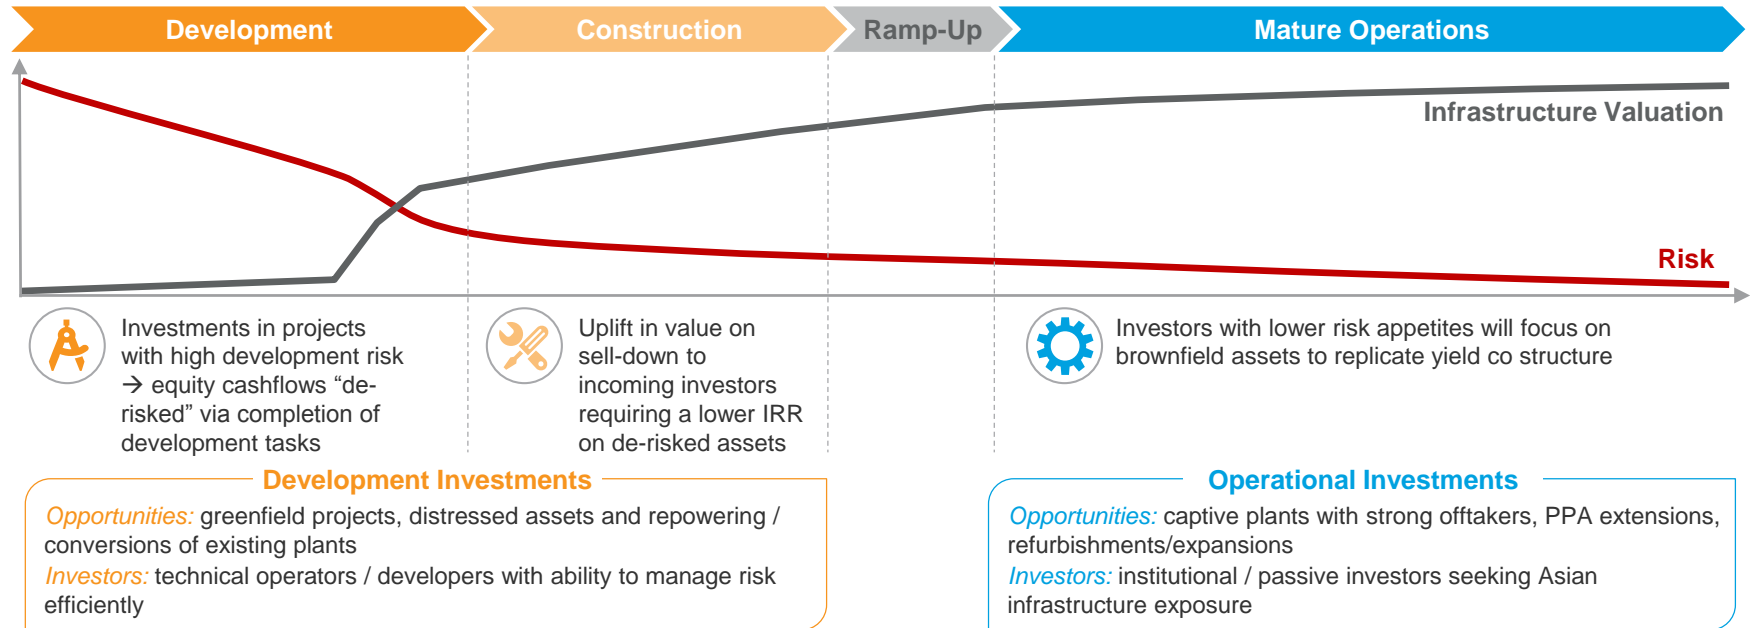 Development
Construction
Ramp-Up
Mature Operations
Infrastructure Valuation
Risk
Investments in projects
with high development risk
→ equity cashflows “de-
risked” via completion of
development tasks
Uplift in value on
sell-down to
incoming investors
requiring a lower IRR
on de-risked assets
Investors with lower risk appetites will focus on
brownfield assets to replicate yield co structure
Development Investments
Opportunities: greenfield projects, distressed assets and repowering /
conversions of existing plants
Investors: technical operators / developers with ability to manage risk
efficiently
Operational Investments
Opportunities: captive plants with strong offtakers, PPA extensions,
refurbishments/expansions
Investors: institutional / passive investors seeking Asian
infrastructure exposure